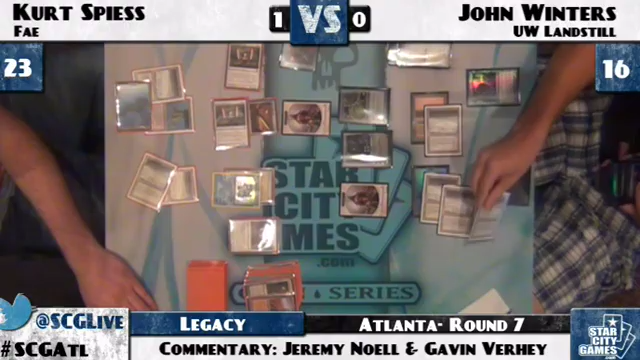 KURT SPIESS
FAE
1 VS 0
JOHN WINTERS
UW LANDSTILL
23
16
STAR
CITY
GAMES
.com
SERIES
@SCGLIVE
#SCGATL
LEGACY
ATLANTA- ROUND 7
COMMENTARY: JEREMY NOELL & GAVIN VERHEY
STAR
CITY
GAMES